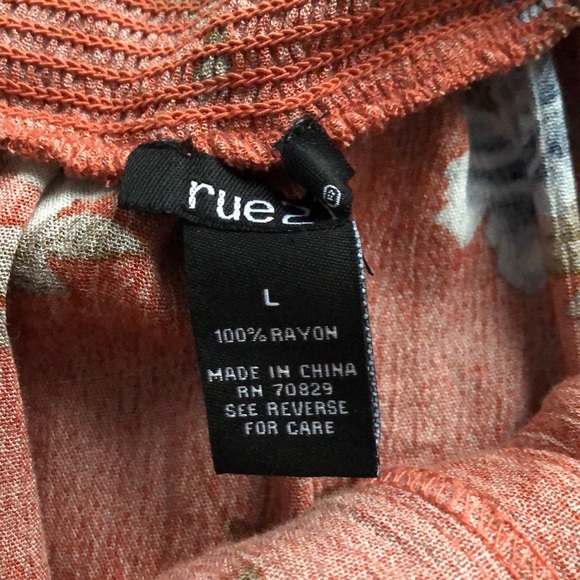 rue2
L
100% RAYON
MADE IN CHINA
RN 70829
SEE REVERSE
FOR CARE